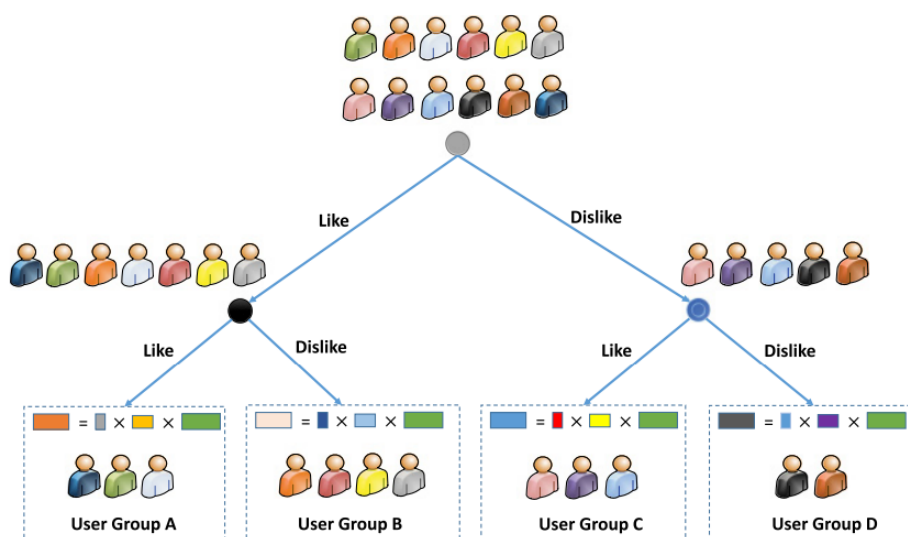 Like
Dislike
Like
Dislike
Like
Dislike
= × ×
= × ×
= × ×
= × ×
User Group A
User Group B
User Group C
User Group D